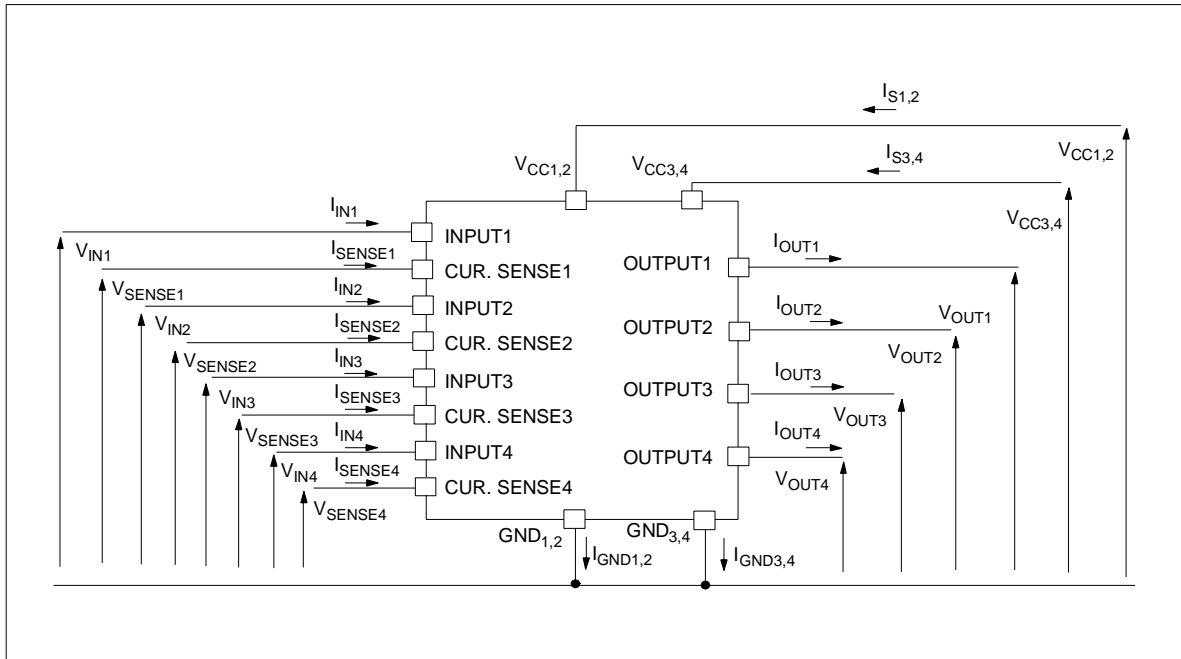 I_S1,2
V_CC1,2
I_S3,4
V_CC3,4
V_CC1,2
V_CC3,4
I_IN1
V_IN1
INPUT1
I_SENSE1
V_SENSE1
CUR. SENSE1
I_IN2
V_IN2
INPUT2
I_SENSE2
V_SENSE2
CUR. SENSE2
I_IN3
V_IN3
INPUT3
I_SENSE3
V_SENSE3
CUR. SENSE3
I_IN4
V_IN4
INPUT4
I_SENSE4
V_SENSE4
CUR. SENSE4
OUTPUT1
I_OUT1
V_OUT1
OUTPUT2
I_OUT2
V_OUT2
OUTPUT3
I_OUT3
V_OUT3
OUTPUT4
I_OUT4
V_OUT4
GND_1,2
I_GND1,2
GND_3,4
I_GND3,4